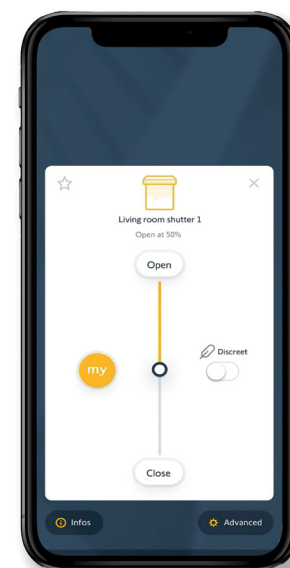 Living room shutter 1
Open at 50%
Open
my
Discreet
Close
Infos
Advanced